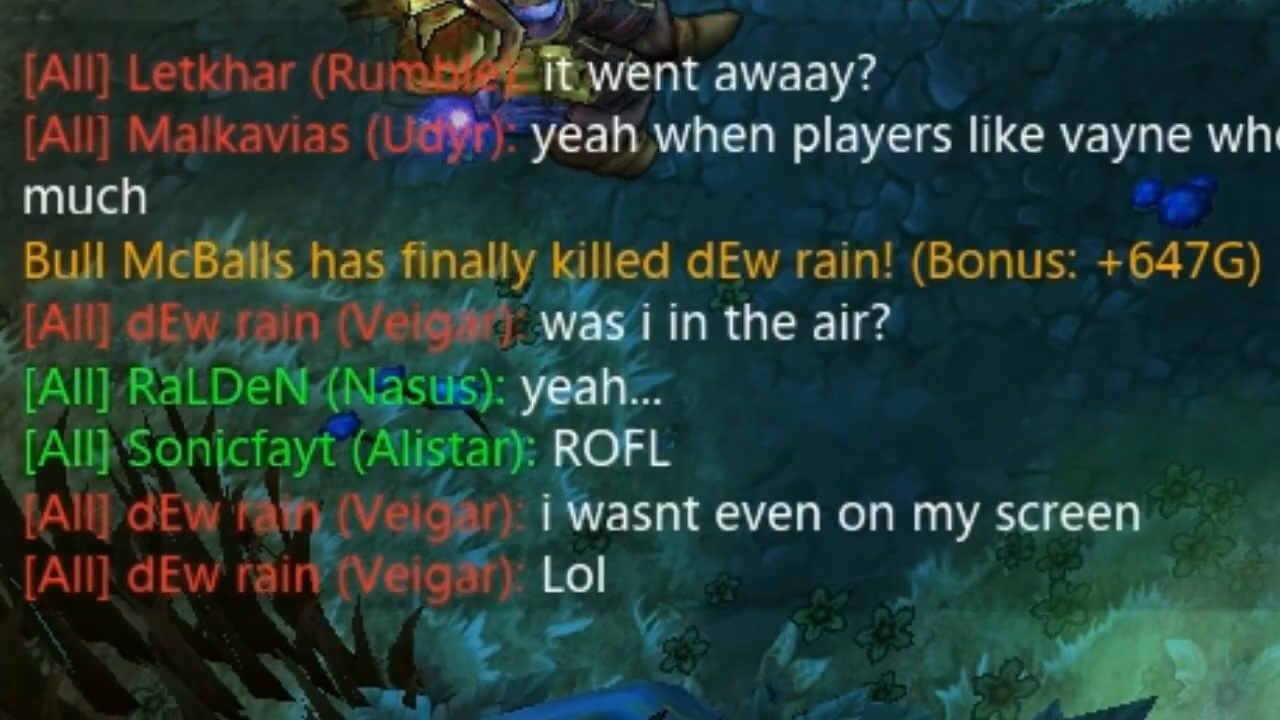 [All] Letkhar (Rumble): it went awaay?
[All] Malkavias (Udyr): yeah when players like vayne
much
Bull McBalls has finally killed dEw rain! (Bonus: +647G)
[All] dEw rain (Veigar): was i in the air?
[All] RaLDeN (Nasus): yeah...
[All] Sonicfayt (Alistar): ROFL
[All] dEw rain (Veigar): i wasnt even on my screen
[All] dEw rain (Veigar): Lol